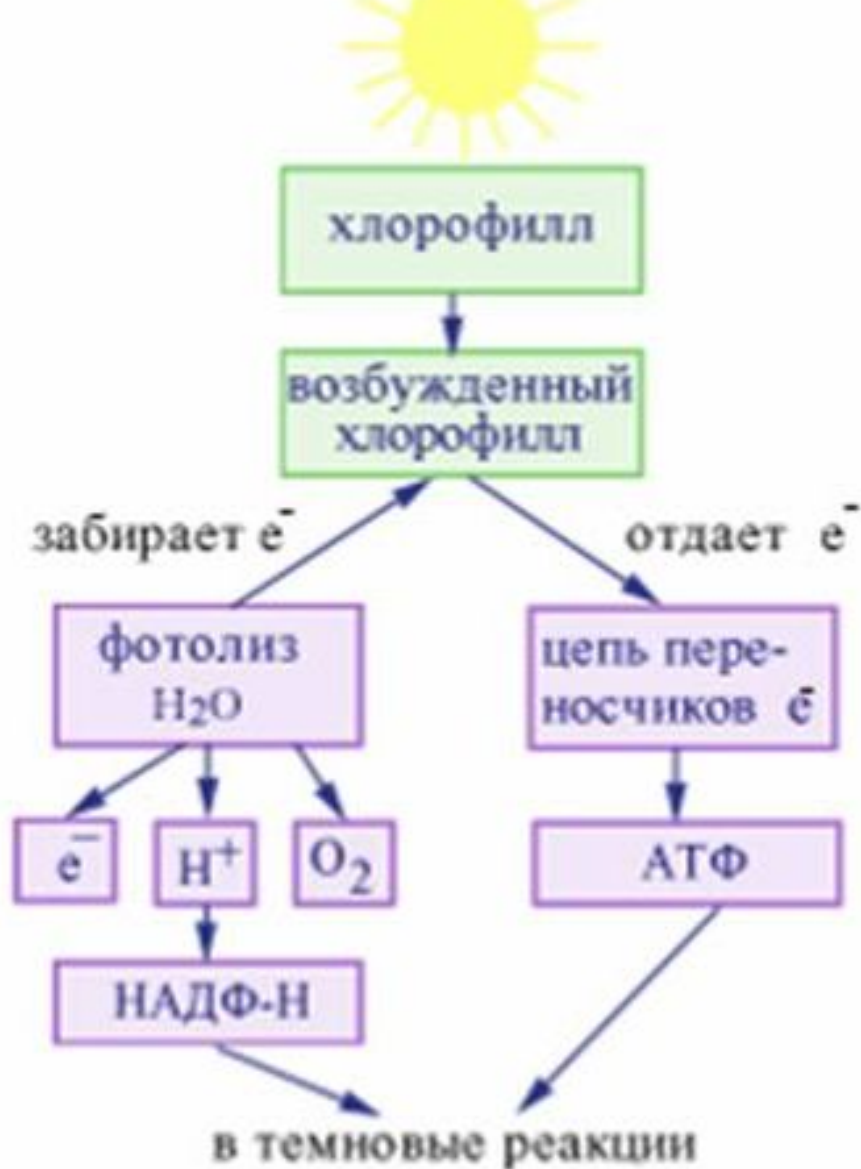 хлорофилл
возбужденный
хлорофилл
забирает e⁻
отдает e⁻
фотолиз
H₂O
цепь пере-
носчиков e⁻
e⁻
H⁺
O₂
АТФ
НАДФ-Н
в темновые реакции